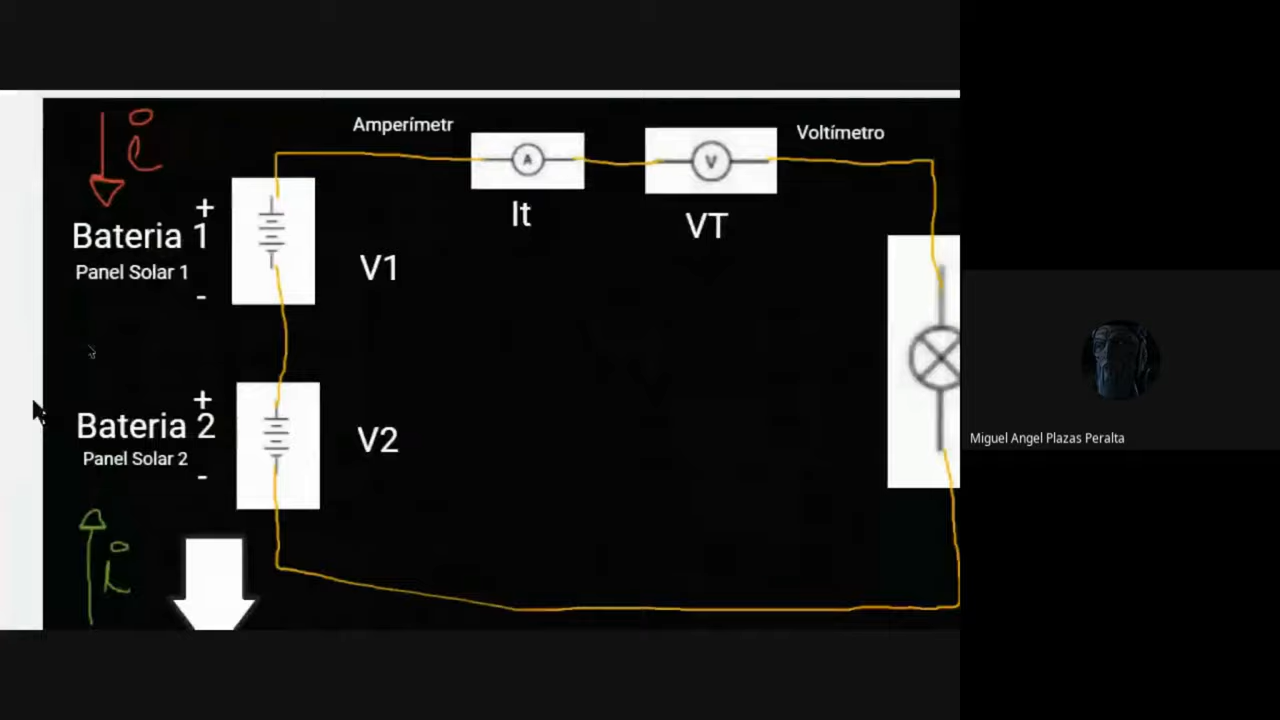 i
Amperímetr
A
V
Voltímetro
It
VT
+
Bateria 1
Panel Solar 1
-
V1
+
Bateria 2
Panel Solar 2
-
V2
i
Miguel Angel Plazas Peralta